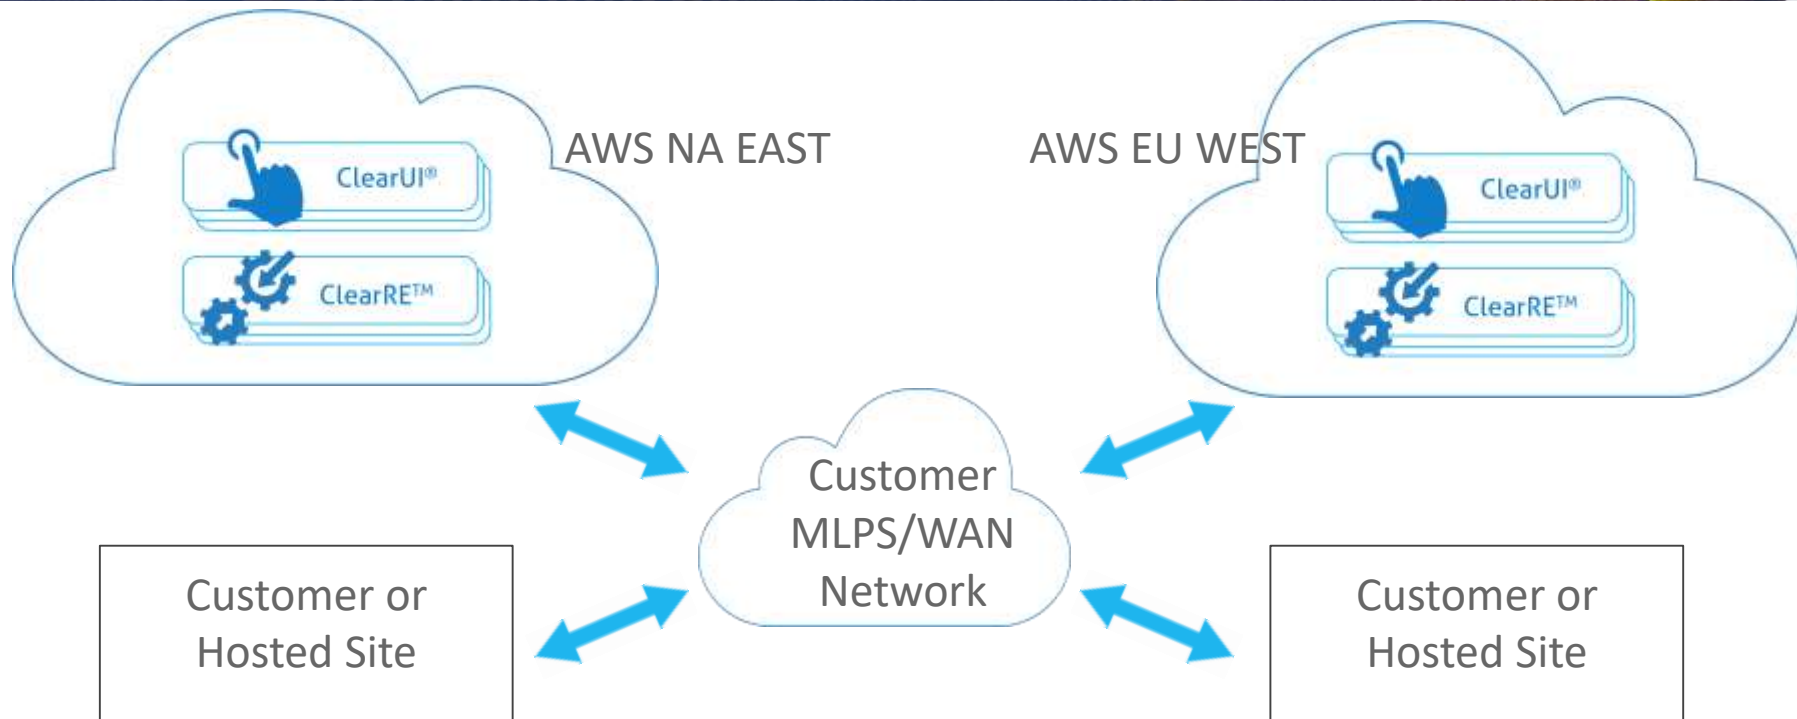 AWS NA EAST
AWS EU WEST
ClearUI®
ClearRE™
ClearUI®
ClearRE™
Customer
MLPS/WAN
Network
Customer or
Hosted Site
Customer or
Hosted Site